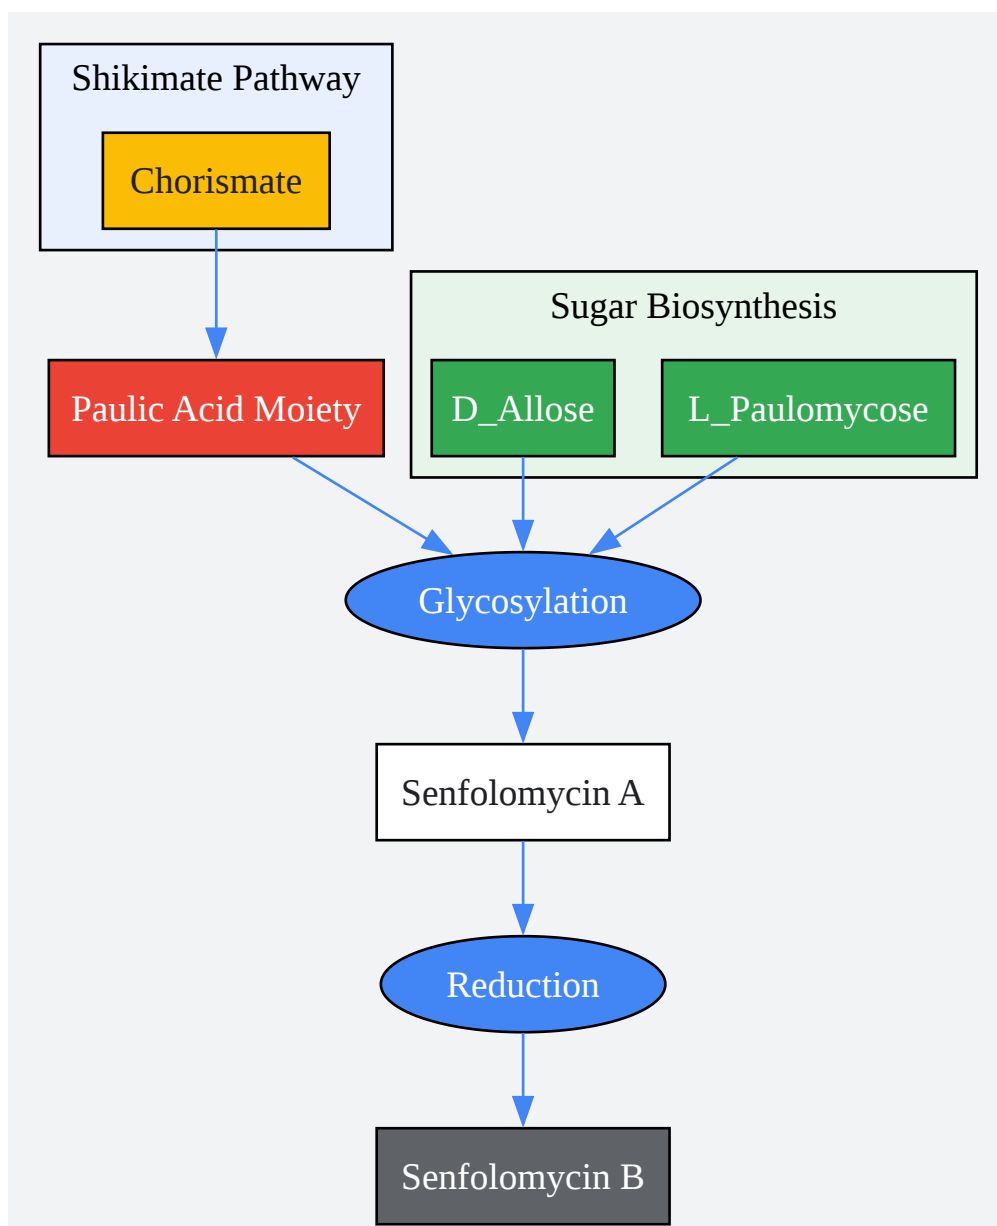 Shikimate Pathway
Chorismate
Sugar Biosynthesis
Paulic Acid Moiety
D_Allose
L_Paulomycose
Glycosylation
Senfolomycin A
Reduction
Senfolomycin B